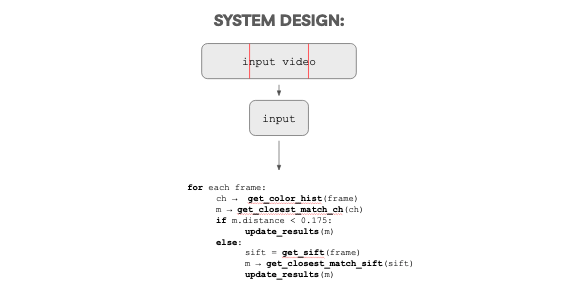 SYSTEM DESIGN:
input video
input
for each frame:
ch → get_color_hist(frame)
m → get_closest_match_ch(ch)
if m.distance < 0.175:
update_results(m)
else:
sift = get_sift(frame)
m → get_closest_match_sift(sift)
update_results(m)